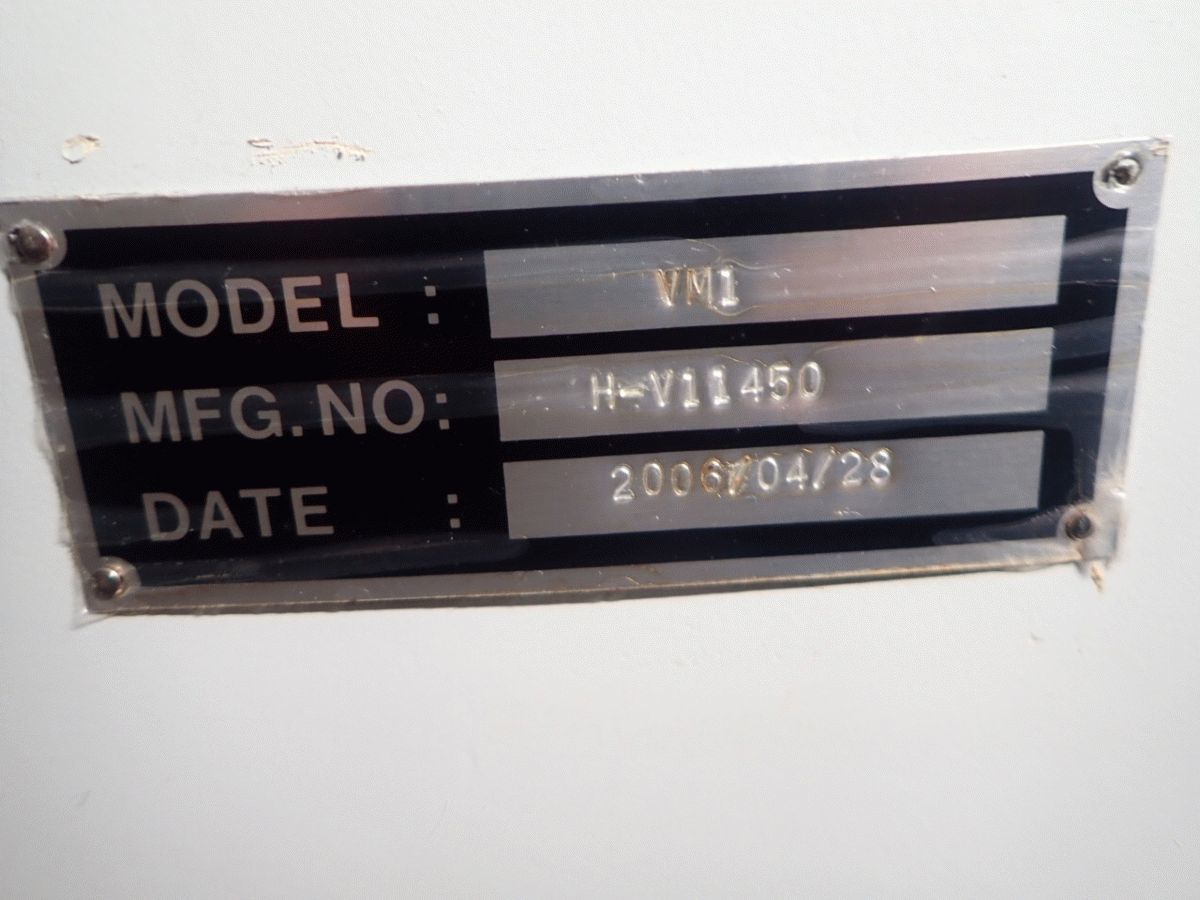 MODEL : VM1
MFG. NO: H-V11450
DATE : 2006/04/28